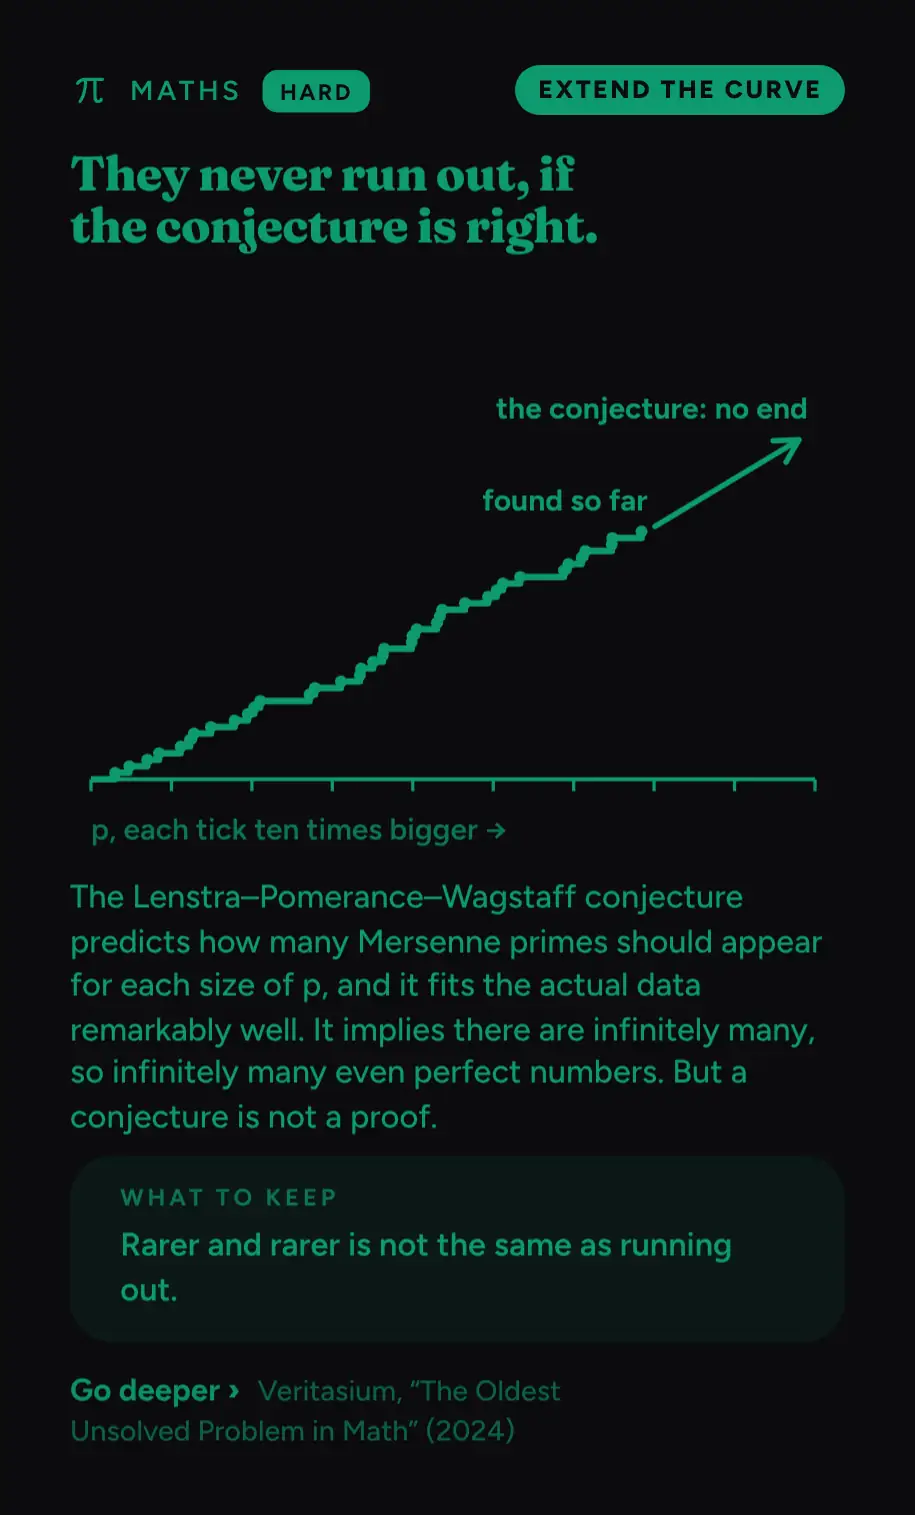 π MATHS HARD EXTEND THE CURVE
They never run out, if
the conjecture is right.
the conjecture: no end
found so far
p, each tick ten times bigger →
The Lenstra–Pomerance–Wagstaff conjecture
predicts how many Mersenne primes should appear
for each size of p, and it fits the actual data
remarkably well. It implies there are infinitely many,
so infinitely many even perfect numbers. But a
conjecture is not a proof.
WHAT TO KEEP
Rarer and rarer is not the same as running
out.
Go deeper › Veritasium, “The Oldest
Unsolved Problem in Math” (2024)